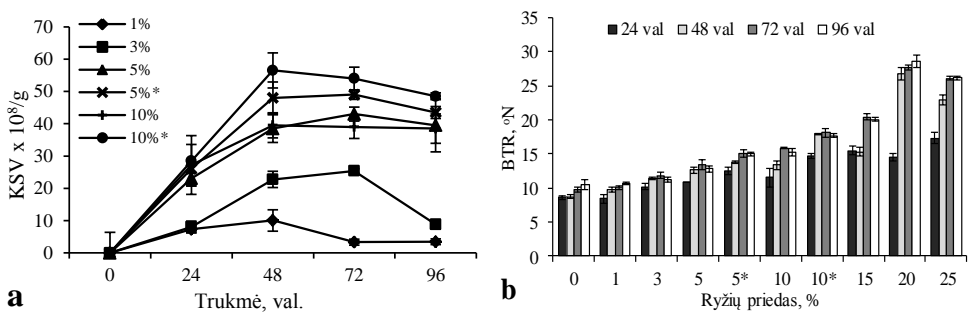 a
KSV x 10⁸/g
70
60
50
40
30
20
10
0
1%
3%
5%
5%*
10%
10%*
0 24 48 72 96
Trukmė, val.
b
BTR, ᵒN
35
30
25
20
15
10
5
24 val 48 val 72 val 96 val
0 1 3 5 5* 10 10* 15 20 25
Ryžių priedas, %